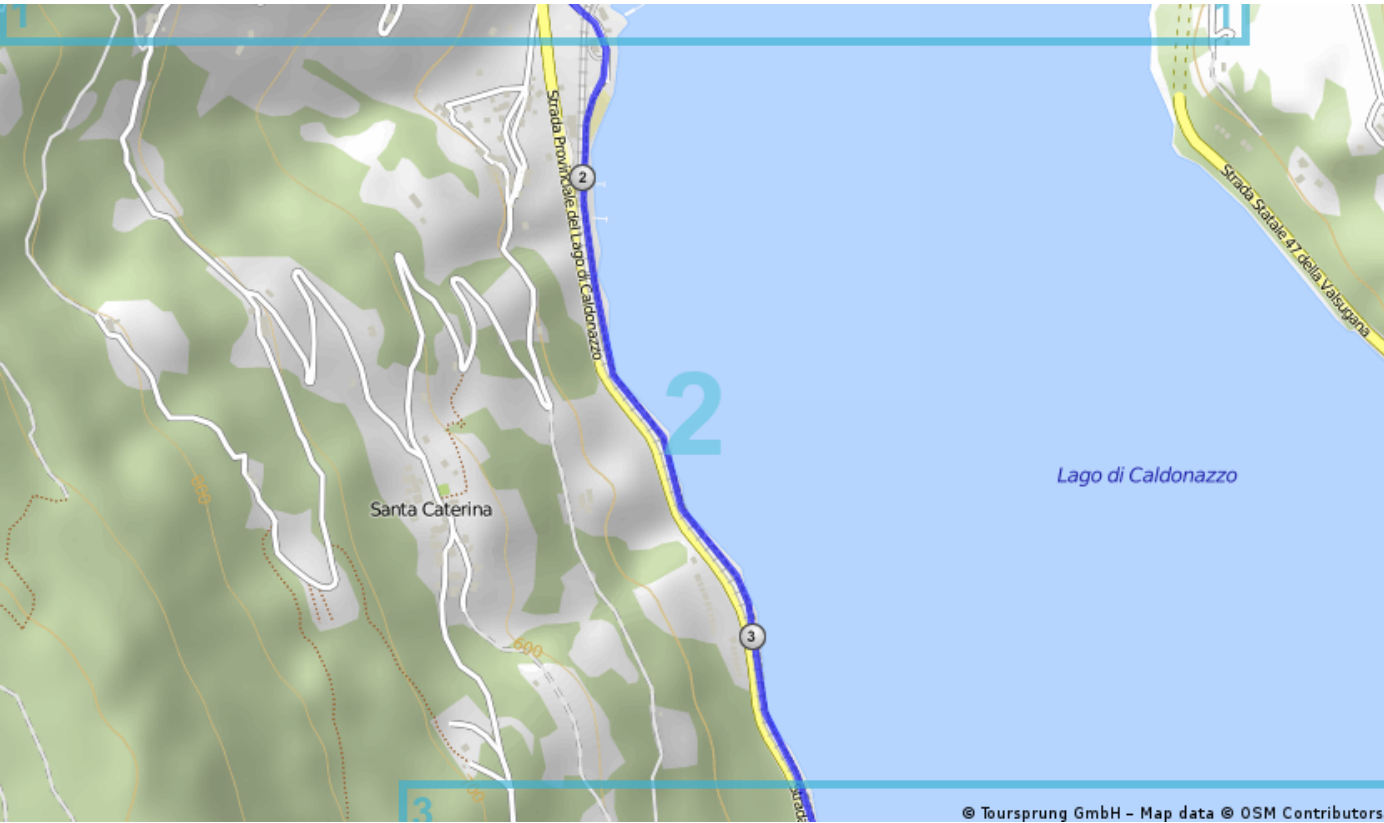 1
1
Strada Provinciale del Lago di Caldonazzo
2
Strada Statale 47 della Valsugana
2
Lago di Caldonazzo
Santa Caterina
3
600
3
Strada
© Toursprung GmbH – Map data © OSM Contributors